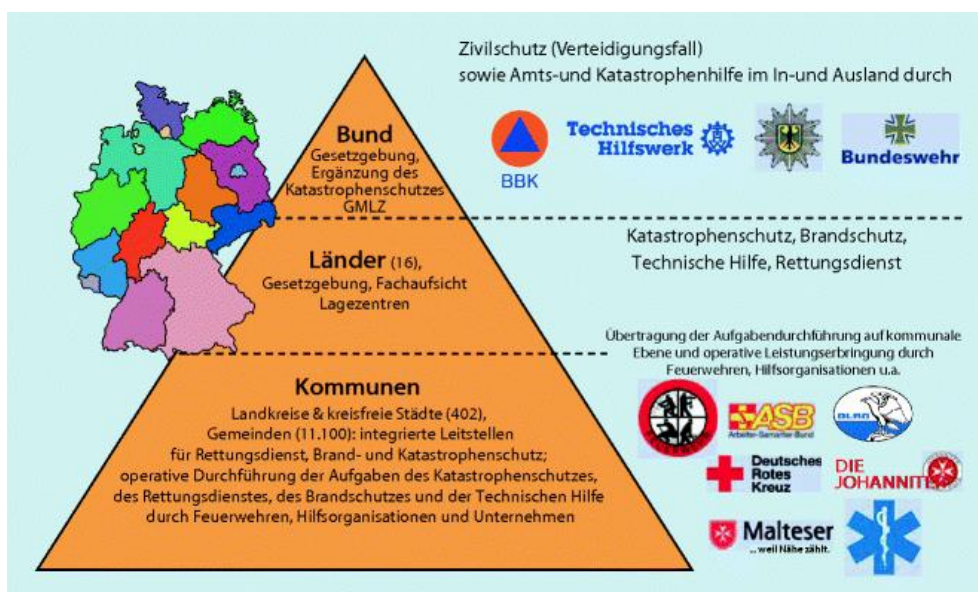 Zivilschutz (Verteidigungsfall)
sowie Amts-und Katastrophenhilfe im In-und Ausland durch
BBK
Technisches
Hilfswerk
Bundeswehr
Bund
Gesetzgebung,
Ergänzung des
Katastrophenschutzes
GMLZ
Katastrophenschutz, Brandschutz,
Technische Hilfe, Rettungsdienst
Länder (16),
Gesetzgebung, Fachaufsicht
Lagezentren
Übertragung der Aufgabendurchführung auf kommunale
Ebene und operative Leistungserbringung durch
Feuerwehren, Hilfsorganisationen u.a.
Kommunen
Landkreise & kreisfreie Städte (402),
Gemeinden (11.100): integrierte Leitstellen
für Rettungsdienst, Brand- und Katastrophenschutz;
operative Durchführung der Aufgaben des Katastrophenschutzes,
des Rettungsdienstes, des Brandschutzes und der Technischen Hilfe
durch Feuerwehren, Hilfsorganisationen und Unternehmen
FEUERWEHR
ASB
Arbeiter-Samariter-Bund
DLRG
Deutsches
Rotes
Kreuz
DIE
JOHANNITER
Malteser
...weil Nähe zählt.